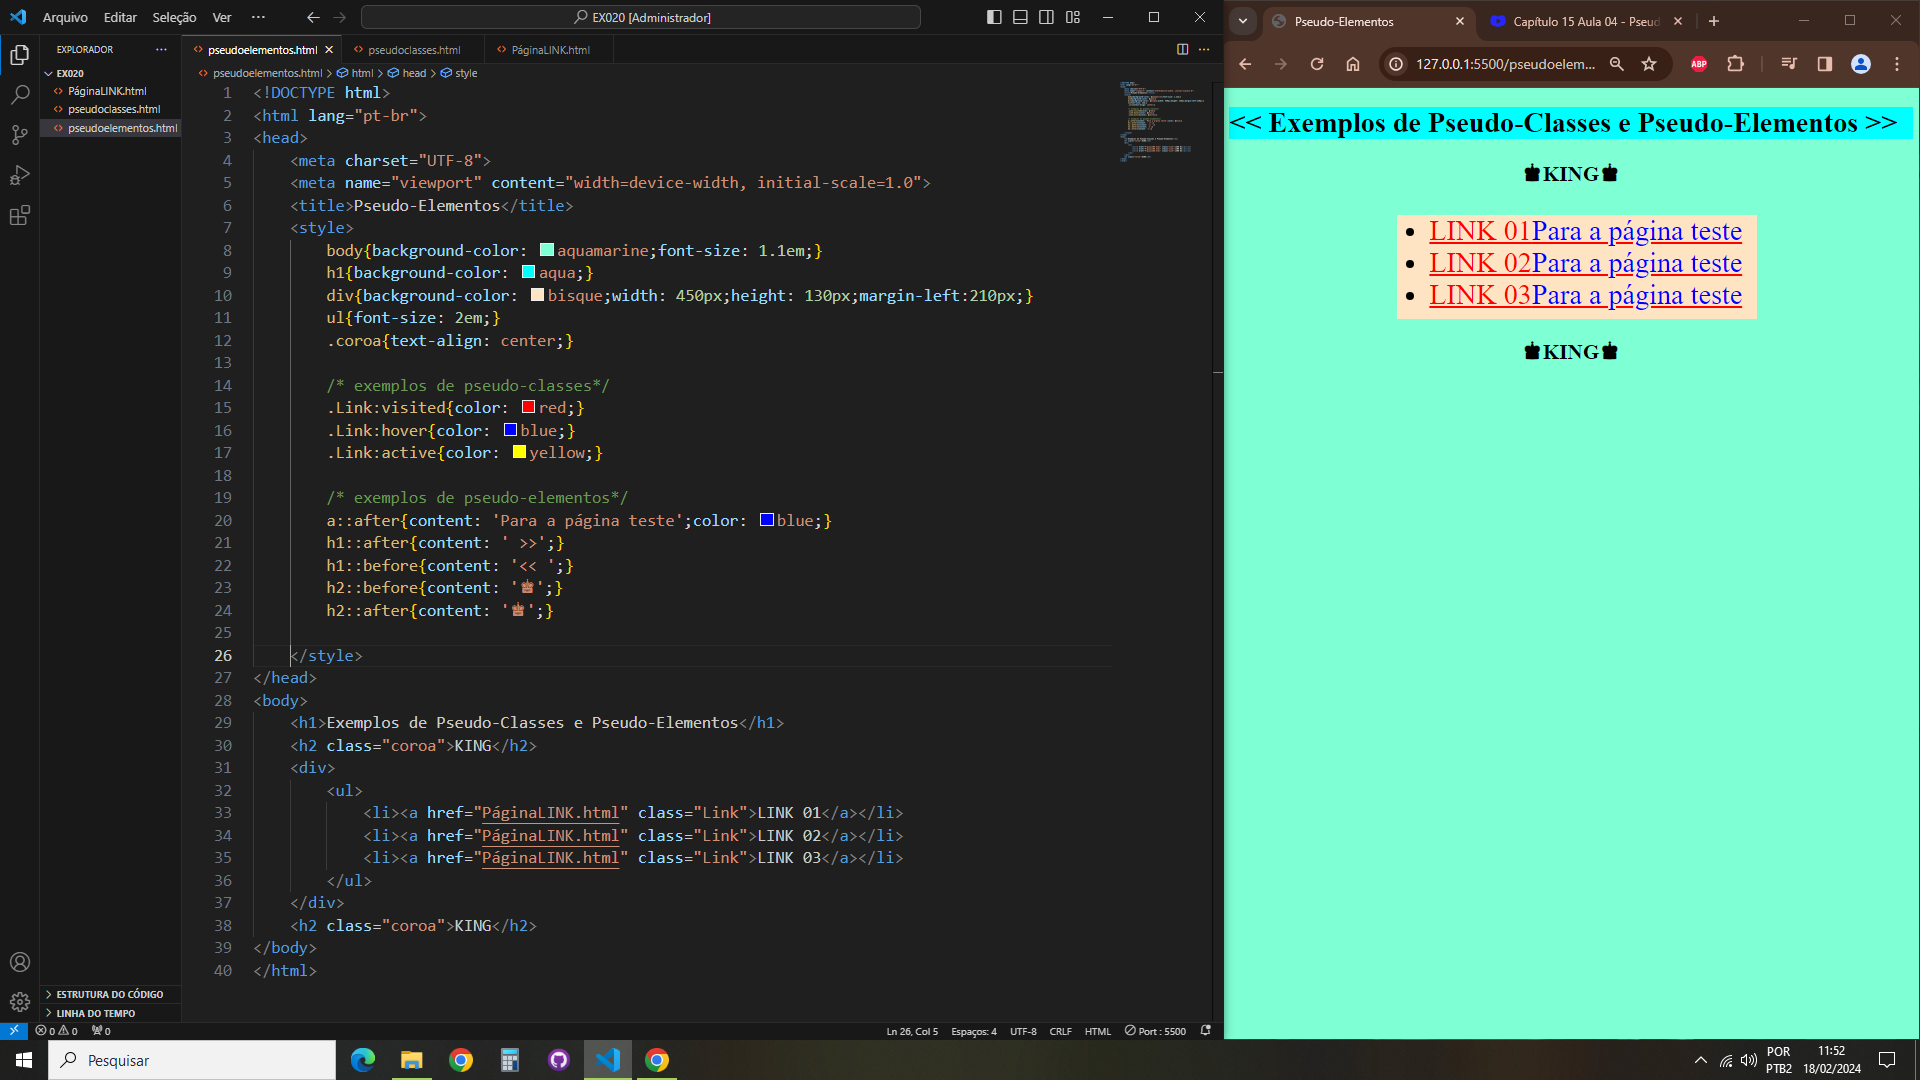 Arquivo Editar Seleção Ver ··· EX020 [Administrador]
EXPLORADOR ···
EX020
PáginaLINK.html
pseudoclasses.html
pseudoelementos.html
ESTRUTURA DO CÓDIGO
LINHA DO TEMPO
pseudoelementos.html pseudoclasses.html PáginaLINK.html
pseudoelementos.html > html > head > style
1 <!DOCTYPE html>
2 <html lang="pt-br">
3 <head>
4 <meta charset="UTF-8">
5 <meta name="viewport" content="width=device-width, initial-scale=1.0">
6 <title>Pseudo-Elementos</title>
7 <style>
8 body{background-color: aquamarine;font-size: 1.1em;}
9 h1{background-color: aqua;}
10 div{background-color: bisque;width: 450px;height: 130px;margin-left:210px;}
11 ul{font-size: 2em;}
12 .coroa{text-align: center;}
13
14 /* exemplos de pseudo-classes*/
15 .Link:visited{color: red;}
16 .Link:hover{color: blue;}
17 .Link:active{color: yellow;}
18
19 /* exemplos de pseudo-elementos*/
20 a::after{content: 'Para a página teste';color: blue;}
21 h1::after{content: ' >>';}
22 h1::before{content: '<< ';}
23 h2::before{content: '♚';}
24 h2::after{content: '♚';}
25
26 </style>
27 </head>
28 <body>
29 <h1>Exemplos de Pseudo-Classes e Pseudo-Elementos</h1>
30 <h2 class="coroa">KING</h2>
31 <div>
32 <ul>
33 <li><a href="PáginaLINK.html" class="Link">LINK 01</a></li>
34 <li><a href="PáginaLINK.html" class="Link">LINK 02</a></li>
35 <li><a href="PáginaLINK.html" class="Link">LINK 03</a></li>
36 </ul>
37 </div>
38 <h2 class="coroa">KING</h2>
39 </body>
40 </html>
0 0 0 Ln 26, Col 5 Espaços: 4 UTF-8 CRLF HTML Port : 5500
Pseudo-Elementos Capítulo 15 Aula 04 - Pseud
127.0.0.1:5500/pseudoelem... ABP
<< Exemplos de Pseudo-Classes e Pseudo-Elementos >>
♚KING♚
• LINK 01Para a página teste
• LINK 02Para a página teste
• LINK 03Para a página teste
♚KING♚
Pesquisar
POR
PTB2
11:52
18/02/2024